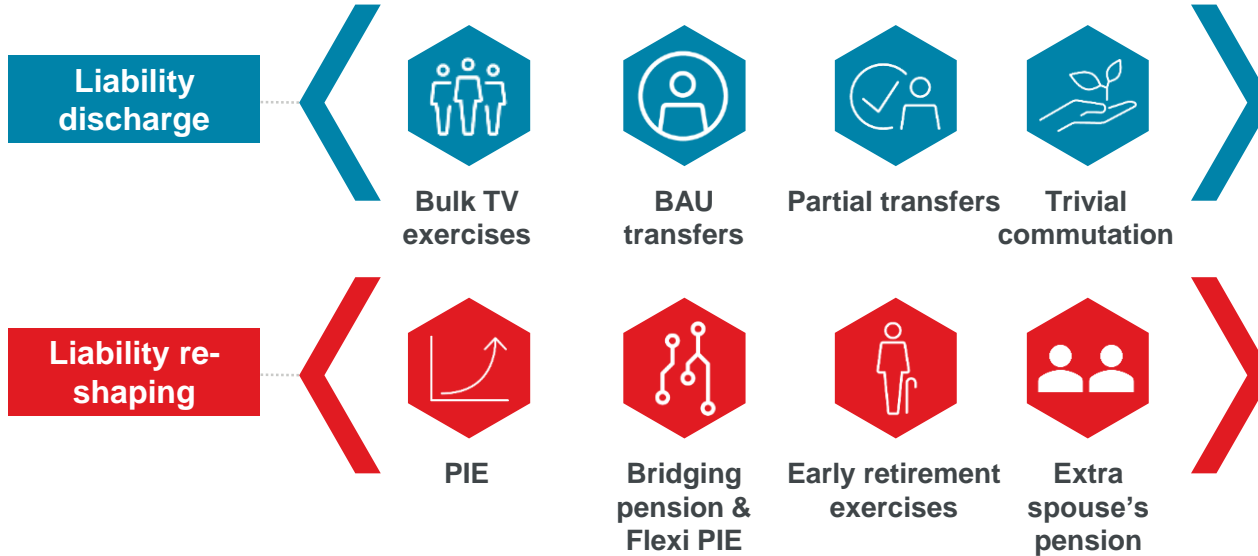 Liability
discharge
Bulk TV
exercises
BAU
transfers
Partial transfers
Trivial
commutation
Liability re-
shaping
PIE
Bridging
pension &
Flexi PIE
Early retirement
exercises
Extra
spouse’s
pension